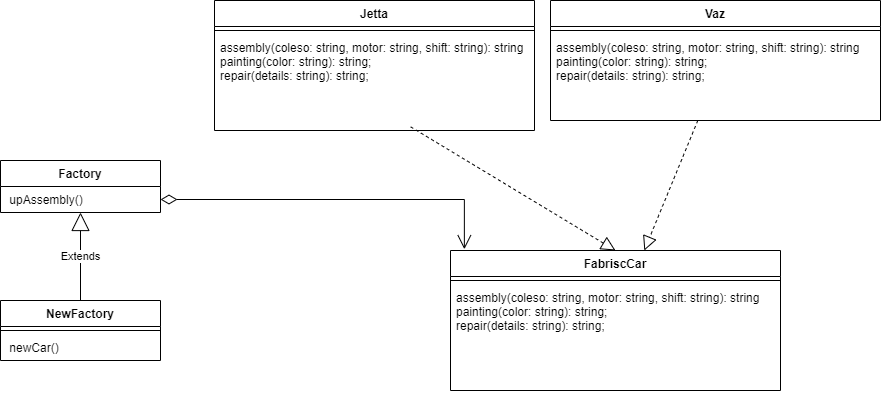 Jetta
assembly(coleso: string, motor: string, shift: string): string
painting(color: string): string;
repair(details: string): string;
Vaz
assembly(coleso: string, motor: string, shift: string): string
painting(color: string): string;
repair(details: string): string;
Factory
upAssembly()
Extends
NewFactory
newCar()
FabriscCar
assembly(coleso: string, motor: string, shift: string): string
painting(color: string): string;
repair(details: string): string;